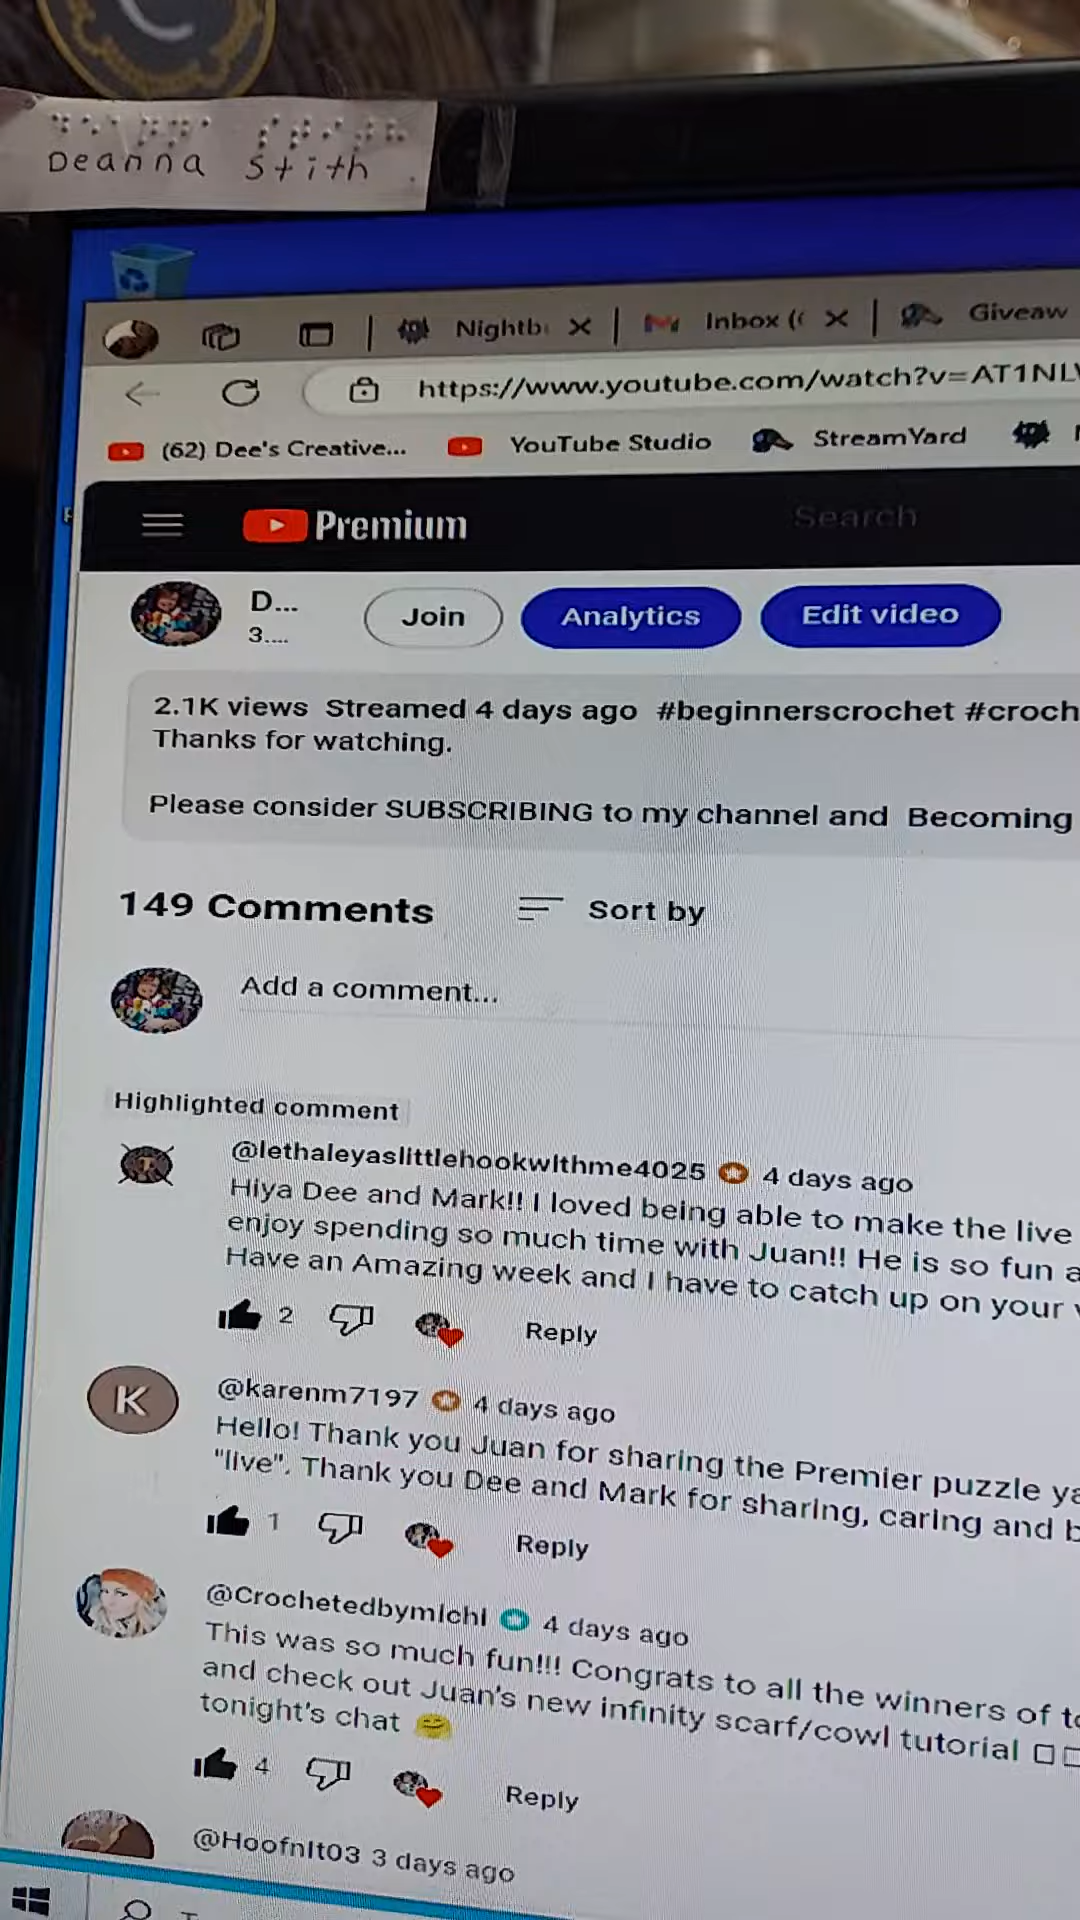 Deanna Stith
Nightb
Inbox (
Giveaw
https://www.youtube.com/watch?v=AT1NL
(62) Dee's Creative...
YouTube Studio
StreamYard
Premium
Search
D...
3....
Join
Analytics
Edit video
2.1K views Streamed 4 days ago #beginnerscrochet #croch
Thanks for watching.
Please consider SUBSCRIBING to my channel and Becoming
149 Comments
Sort by
Add a comment...
Highlighted comment
@lethaleyaslittlehookwithme4025 4 days ago
Hiya Dee and Mark!! I loved being able to make the live
enjoy spending so much time with Juan!! He is so fun a
Have an Amazing week and I have to catch up on your
2
Reply
K
@karenm7197 4 days ago
Hello! Thank you Juan for sharing the Premier puzzle ya
"live". Thank you Dee and Mark for sharing, caring and b
1
Reply
@Crochetedbymichi 4 days ago
This was so much fun!!! Congrats to all the winners of to
and check out Juan's new infinity scarf/cowl tutorial
tonight's chat 🤗
4
Reply
@HoofnIt03 3 days ago